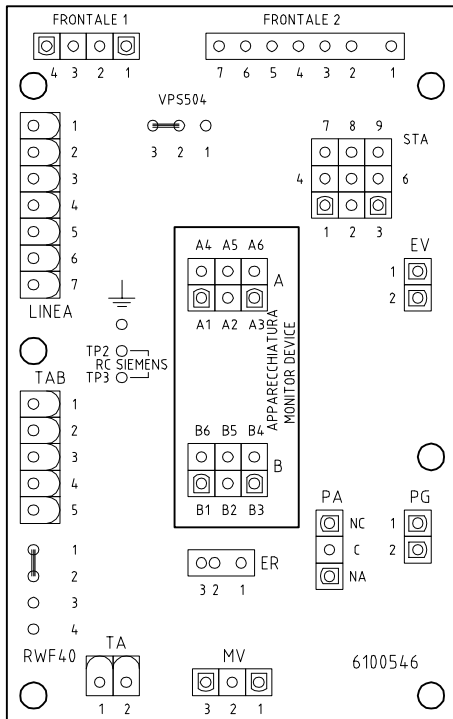 FRONTALE 1
FRONTALE 2
4 3 2 1
7 6 5 4 3 2 1
VPS504
3 2 1
1
2
3
4
5
6
7
LINEA
7 8 9
STA
4 6
1 2 3
EV
1
2
A4 A5 A6
A
A1 A2 A3
APPARECCHIATURA
MONITOR DEVICE
TP2
RC SIEMENS
TP3
TAB
1
2
3
4
5
B6 B5 B4
B
B1 B2 B3
PA
NC
C
NA
PG
1
2
1
2
3
4
RWF40
ER
3 2 1
TA
1 2
MV
3 2 1
6100546